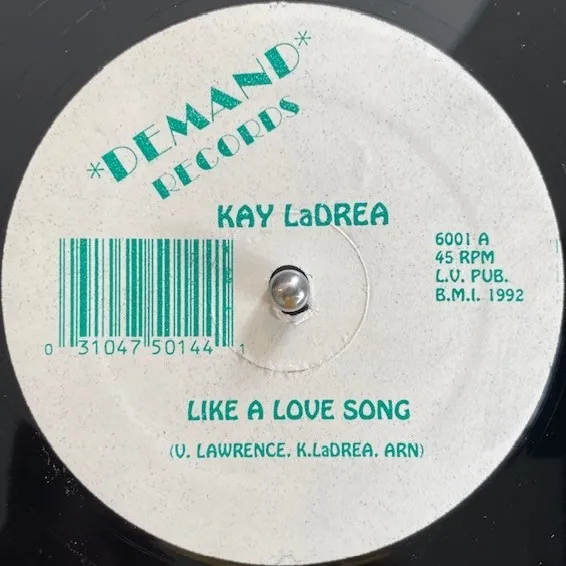 *DEMAND*
RECORDS
KAY LaDREA
6001 A
45 RPM
L.V. PUB.
B.M.I. 1992
0 31047 50144 1
LIKE A LOVE SONG
(V. LAWRENCE. K.LaDREA. ARN)